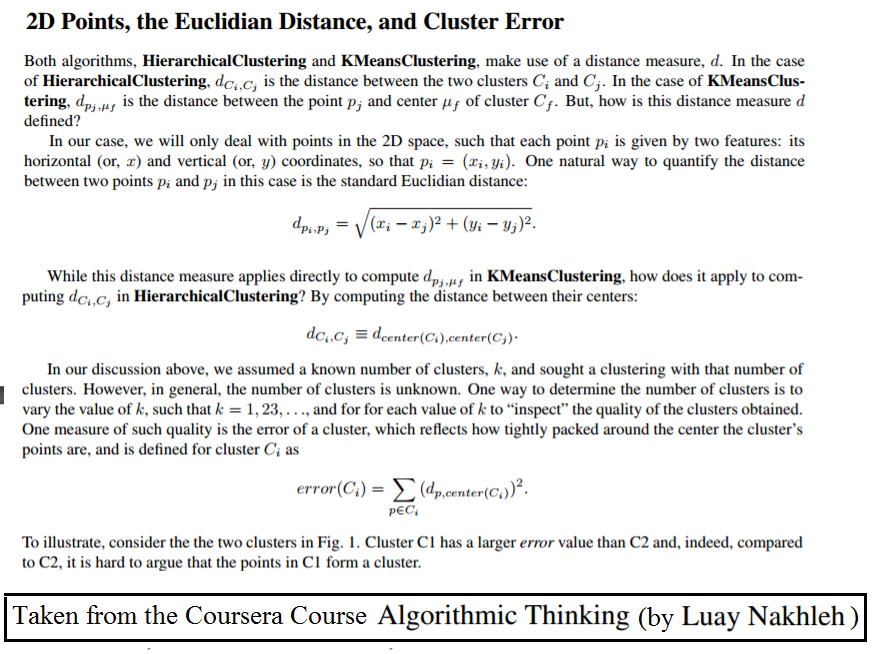 2D Points, the Euclidian Distance, and Cluster Error
Both algorithms, HierarchicalClustering and KMeansClustering, make use of a distance measure, d. In the case
of HierarchicalClustering, d_{C_i,C_j} is the distance between the two clusters C_i and C_j. In the case of KMeansClus-
tering, d_{p_j,μ_f} is the distance between the point p_j and center μ_f of cluster C_f. But, how is this distance measure d
defined?
In our case, we will only deal with points in the 2D space, such that each point p_i is given by two features: its
horizontal (or, x) and vertical (or, y) coordinates, so that p_i = (x_i, y_i). One natural way to quantify the distance
between two points p_i and p_j in this case is the standard Euclidian distance:
d_{p_i,p_j} = √((x_i − x_j)² + (y_i − y_j)²).
While this distance measure applies directly to compute d_{p_j,μ_f} in KMeansClustering, how does it apply to com-
puting d_{C_i,C_j} in HierarchicalClustering? By computing the distance between their centers:
d_{C_i,C_j} ≡ d_{center(C_i),center(C_j)}.
In our discussion above, we assumed a known number of clusters, k, and sought a clustering with that number of
clusters. However, in general, the number of clusters is unknown. One way to determine the number of clusters is to
vary the value of k, such that k = 1, 23, . . ., and for for each value of k to “inspect” the quality of the clusters obtained.
One measure of such quality is the error of a cluster, which reflects how tightly packed around the center the cluster’s
points are, and is defined for cluster C_i as
error(C_i) = ∑_{p∈C_i} (d_{p,center(C_i)})².
To illustrate, consider the the two clusters in Fig. 1. Cluster C1 has a larger error value than C2 and, indeed, compared
to C2, it is hard to argue that the points in C1 form a cluster.
Taken from the Coursera Course Algorithmic Thinking (by Luay Nakhleh)